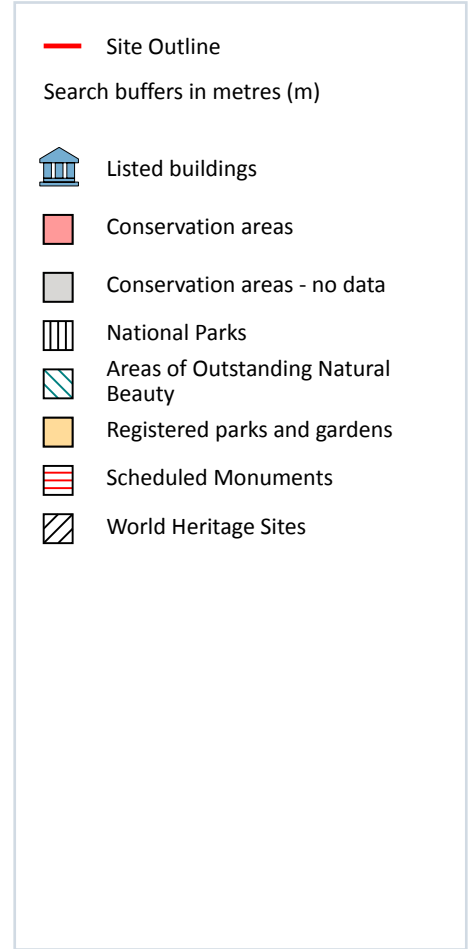 Site Outline
Search buffers in metres (m)
Listed buildings
Conservation areas
Conservation areas - no data
National Parks
Areas of Outstanding Natural
Beauty
Registered parks and gardens
Scheduled Monuments
World Heritage Sites